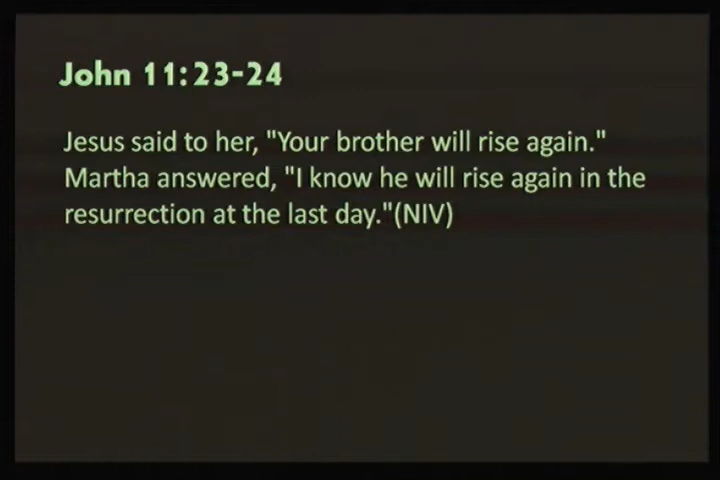 John 11:23-24
Jesus said to her, "Your brother will rise again."
Martha answered, "I know he will rise again in the
resurrection at the last day."(NIV)